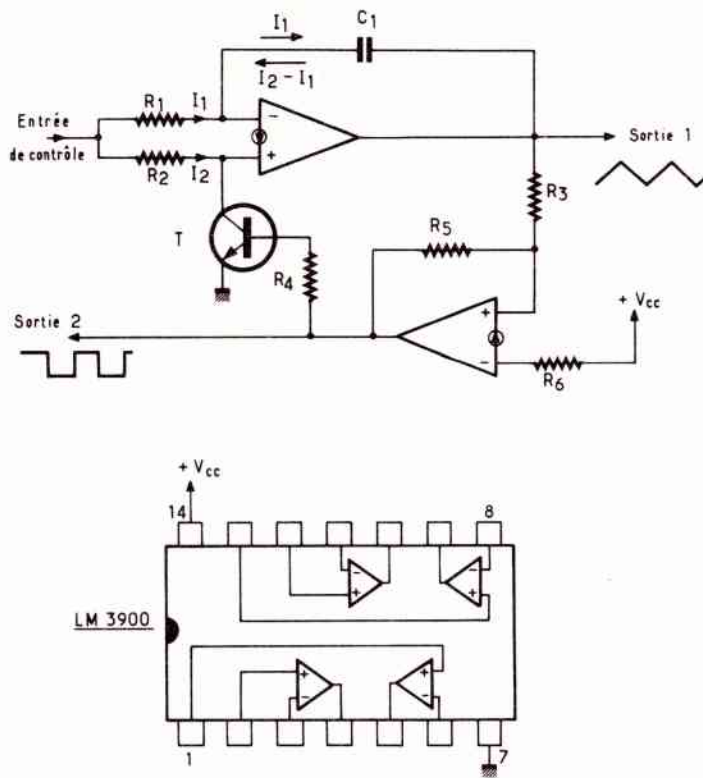 I1
C1
I2 – I1
R1
I1
Entrée
de contrôle
R2
I2
–
+
Sortie 1
R3
T
R5
R4
+
–
+ Vcc
Sortie 2
R6
+ Vcc
14
8
–
+
–
+
LM 3900
+
–
+
–
1
7